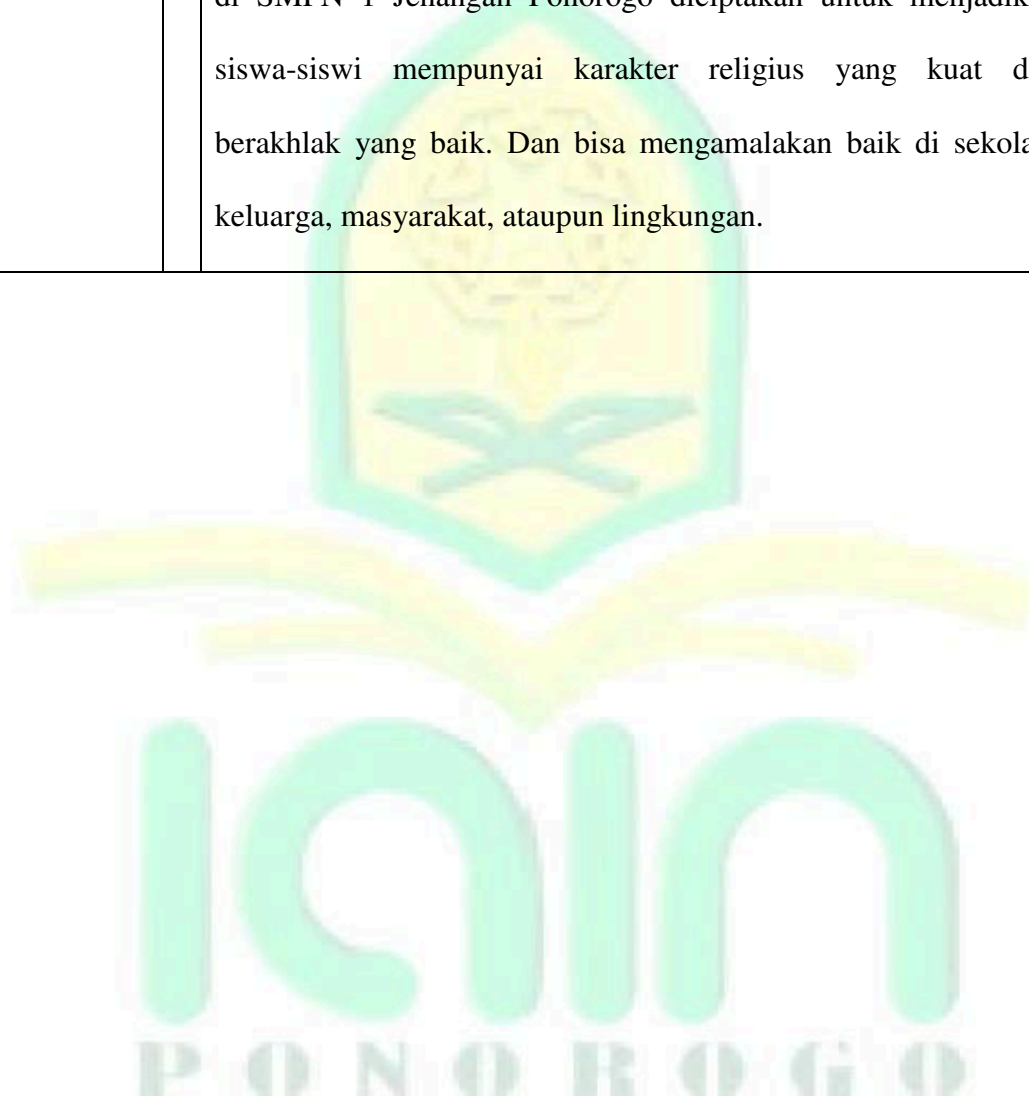 di SMPN 1 Jenangan Ponorogo diciptakan untuk menjadik
siswa-siswi mempunyai karakter religius yang kuat d
berakhlak yang baik. Dan bisa mengamalakan baik di sekola
keluarga, masyarakat, ataupun lingkungan.
iain
PONOROGO